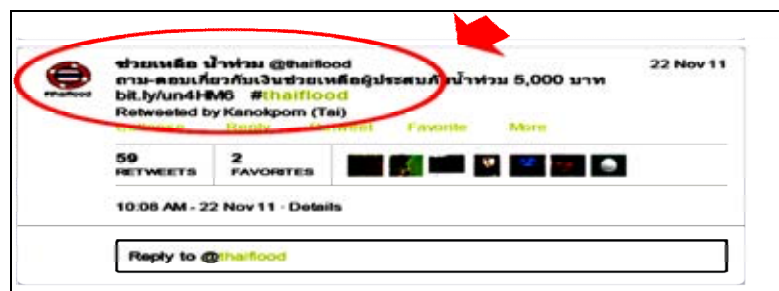 ช่วยเหลือ น้ำท่วม @thaiflood 22 Nov 11
ถาม-ตอบเกี่ยวกับเงินช่วยเหลือผู้ประสบภัยน้ำท่วม 5,000 บาท
bit.ly/un4HM6 #thaiflood
#thaiflood
Retweeted by Kanokporn (Tai)
Collapse Reply Retweet Favorite More
59 2
RETWEETS FAVORITES
10:08 AM - 22 Nov 11 · Details
Reply to @thaiflood